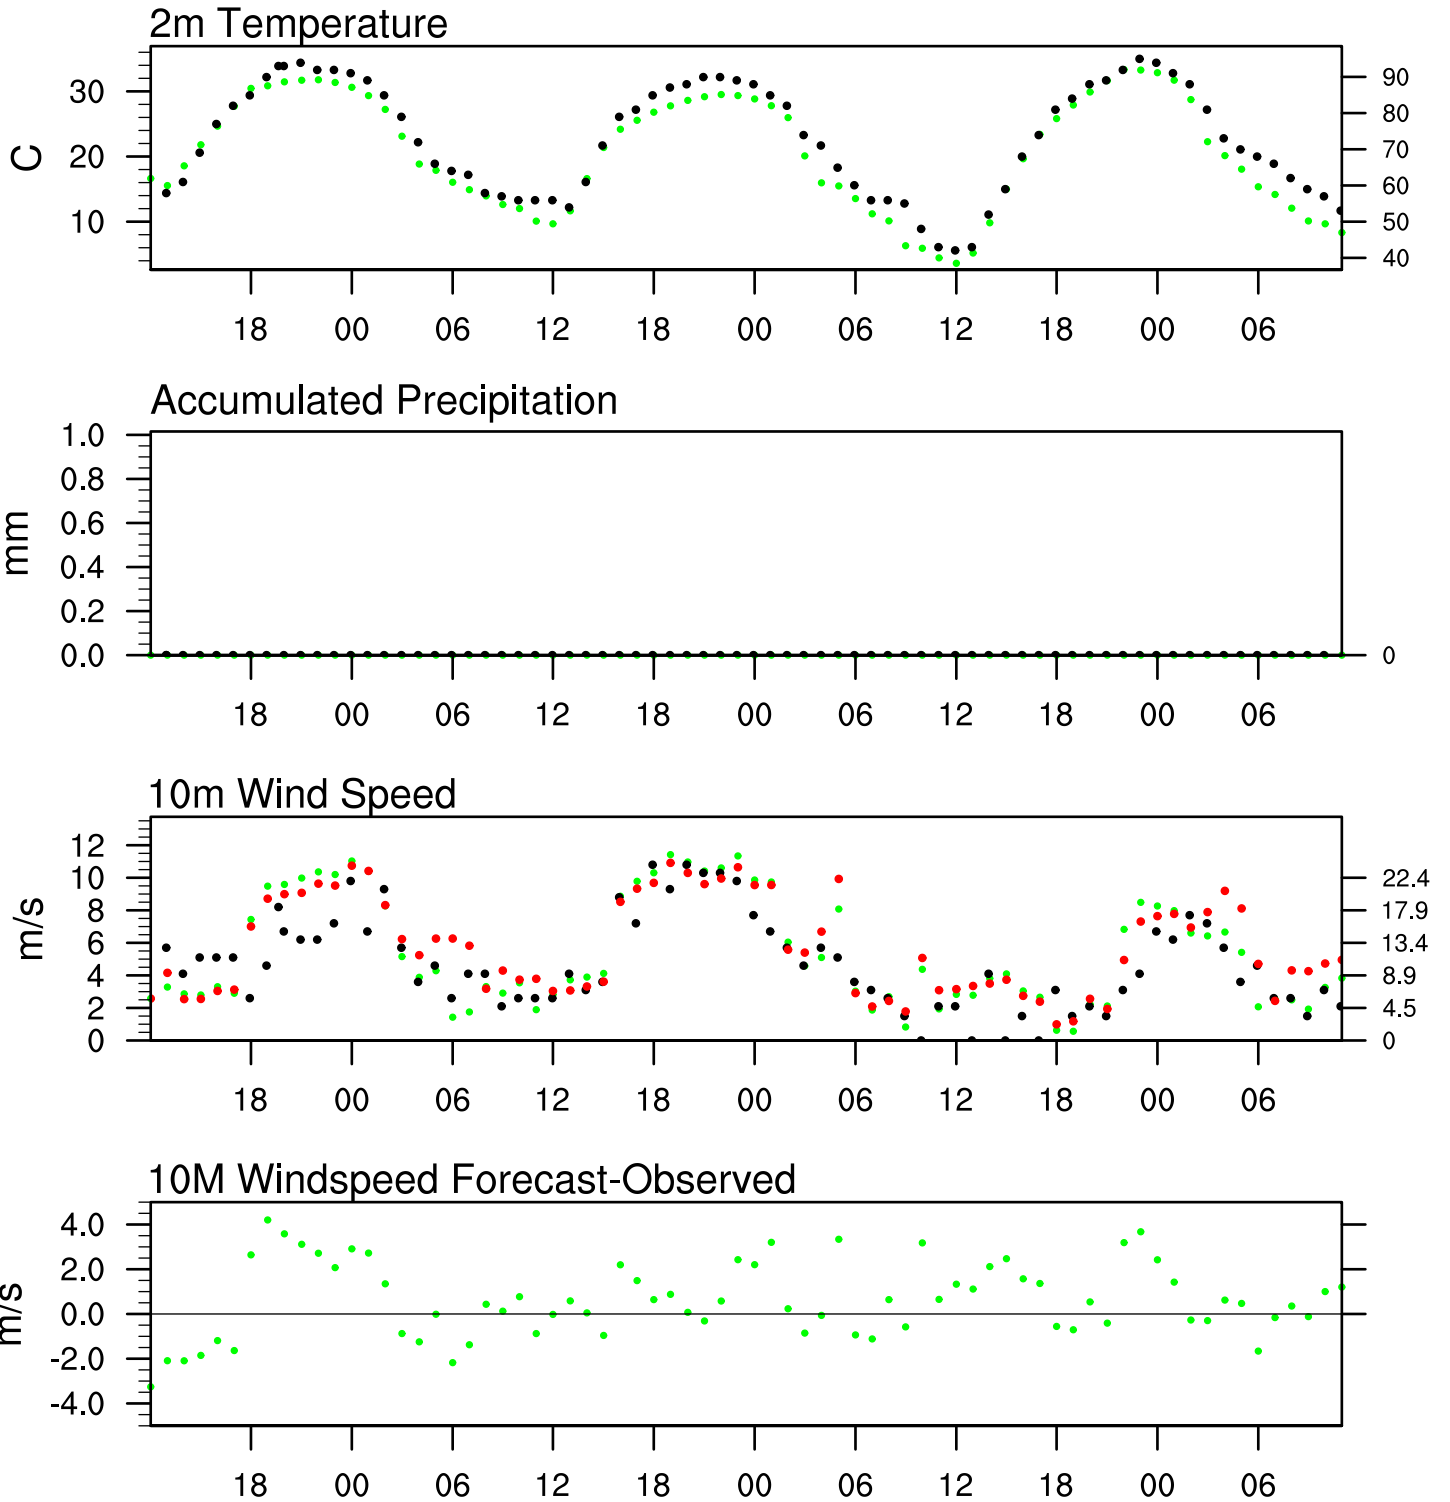 2m Temperature
C
30
20
10
90
80
70
60
50
40
18 00 06 12 18 00 06 12 18 00 06
Accumulated Precipitation
mm
1.0
0.8
0.6
0.4
0.2
0.0
0
18 00 06 12 18 00 06 12 18 00 06
10m Wind Speed
m/s
12
10
8
6
4
2
0
22.4
17.9
13.4
8.9
4.5
0
18 00 06 12 18 00 06 12 18 00 06
10M Windspeed Forecast-Observed
m/s
4.0
2.0
0.0
-2.0
-4.0
18 00 06 12 18 00 06 12 18 00 06